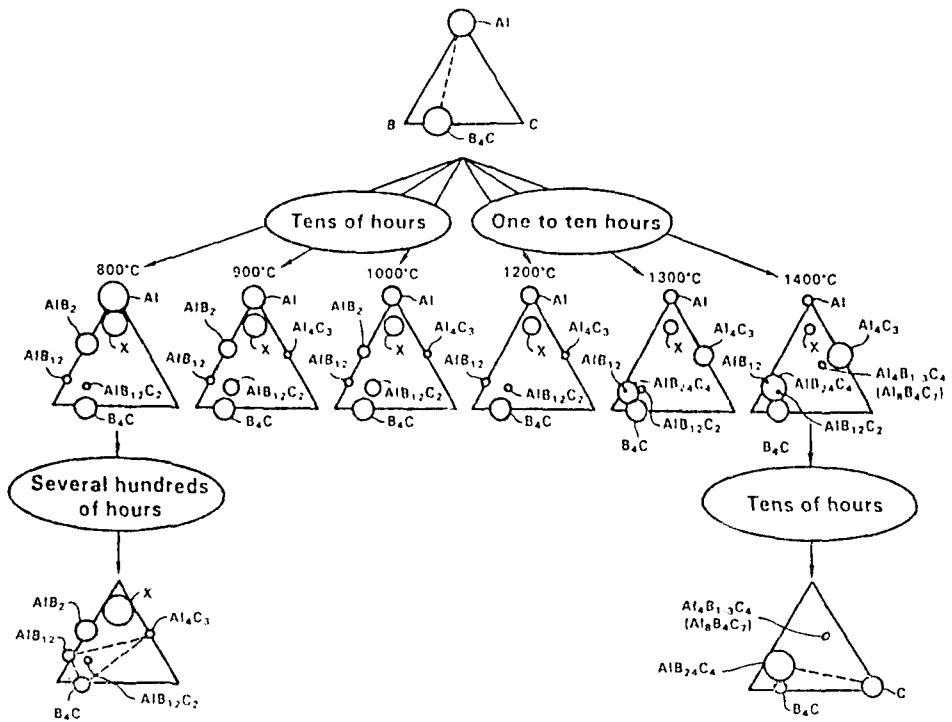 Al
B
C
B₄C
Tens of hours
One to ten hours
800°C
900°C
1000°C
1200°C
1300°C
1400°C
AlB₂
Al
X
AlB₁₂
AlB₁₂C₂
B₄C
AlB₂
Al
Al₄C₃
X
AlB₁₂
AlB₁₂C₂
B₄C
AlB₂
Al
Al₄C₃
X
AlB₁₂
AlB₁₂C₂
B₄C
Al
Al₄C₃
X
AlB₁₂
AlB₁₂C₂
B₄C
Al
Al₄C₃
X
AlB₁₂
AlB₂₄C₄
AlB₁₂C₂
B₄C
Al
Al₄C₃
X
AlB₁₂
AlB₂₄C₄
Al₄B₁₋₃C₄
(Al₈B₄C₇)
AlB₁₂C₂
B₄C
Several hundreds
of hours
Tens of hours
AlB₂
X
AlB₁₂
Al₄C₃
B₄C
AlB₁₂C₂
Al₄B₁₋₃C₄
(Al₈B₄C₇)
AlB₂₄C₄
B₄C
C